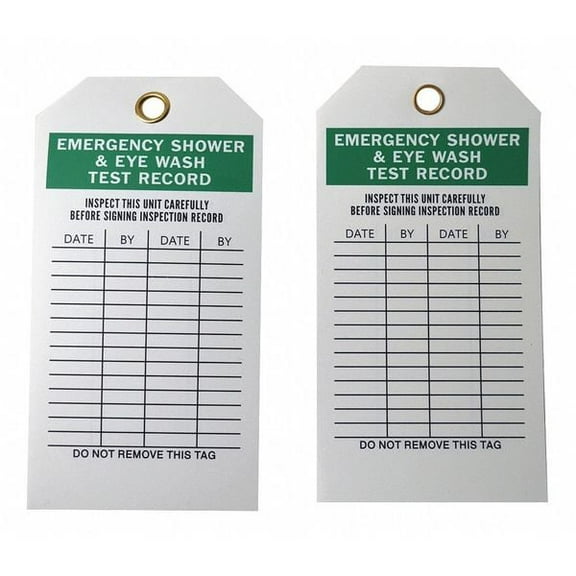 EMERGENCY SHOWER
& EYE WASH
TEST RECORD
INSPECT THIS UNIT CAREFULLY
BEFORE SIGNING INSPECTION RECORD
DATE BY DATE BY
DO NOT REMOVE THIS TAG
EMERGENCY SHOWER
& EYE WASH
TEST RECORD
INSPECT THIS UNIT CAREFULLY
BEFORE SIGNING INSPECTION RECORD
DATE BY DATE BY
DO NOT REMOVE THIS TAG